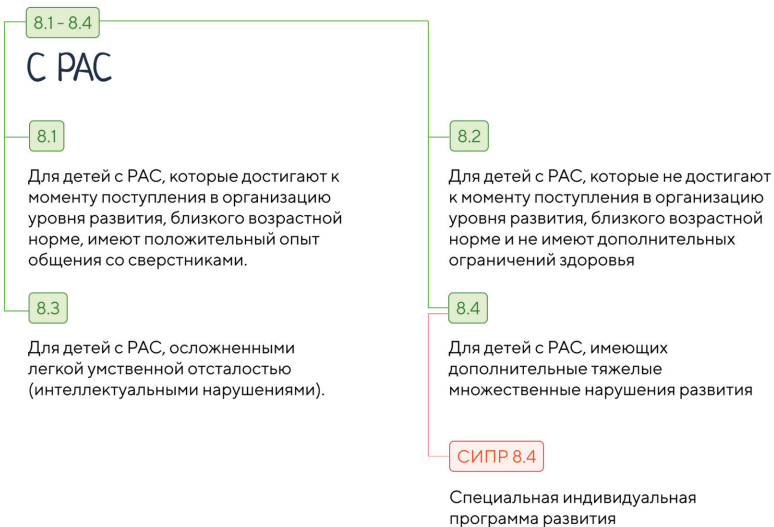 8.1 - 8.4
С РАС
8.1
Для детей с РАС, которые достигают к
моменту поступления в организацию
уровня развития, близкого возрастной
норме, имеют положительный опыт
общения со сверстниками.
8.2
Для детей с РАС, которые не достигают
к моменту поступления в организацию
уровня развития, близкого возрастной
норме и не имеют дополнительных
ограничений здоровья
8.3
Для детей с РАС, осложненными
легкой умственной отсталостью
(интеллектуальными нарушениями).
8.4
Для детей с РАС, имеющих
дополнительные тяжелые
множественные нарушения развития
СИПР 8.4
Специальная индивидуальная
программа развития